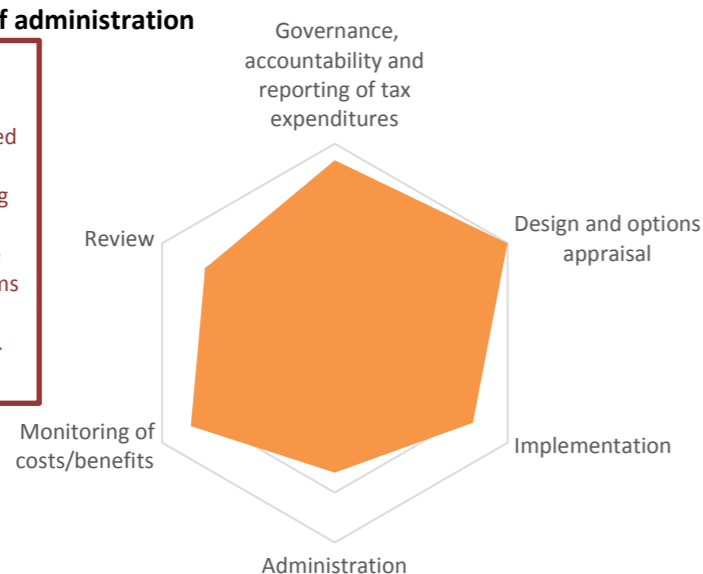 f administration
Governance,
accountability and
reporting of tax
expenditures
Design and options
appraisal
Review
Monitoring of
costs/benefits
Implementation
Administration